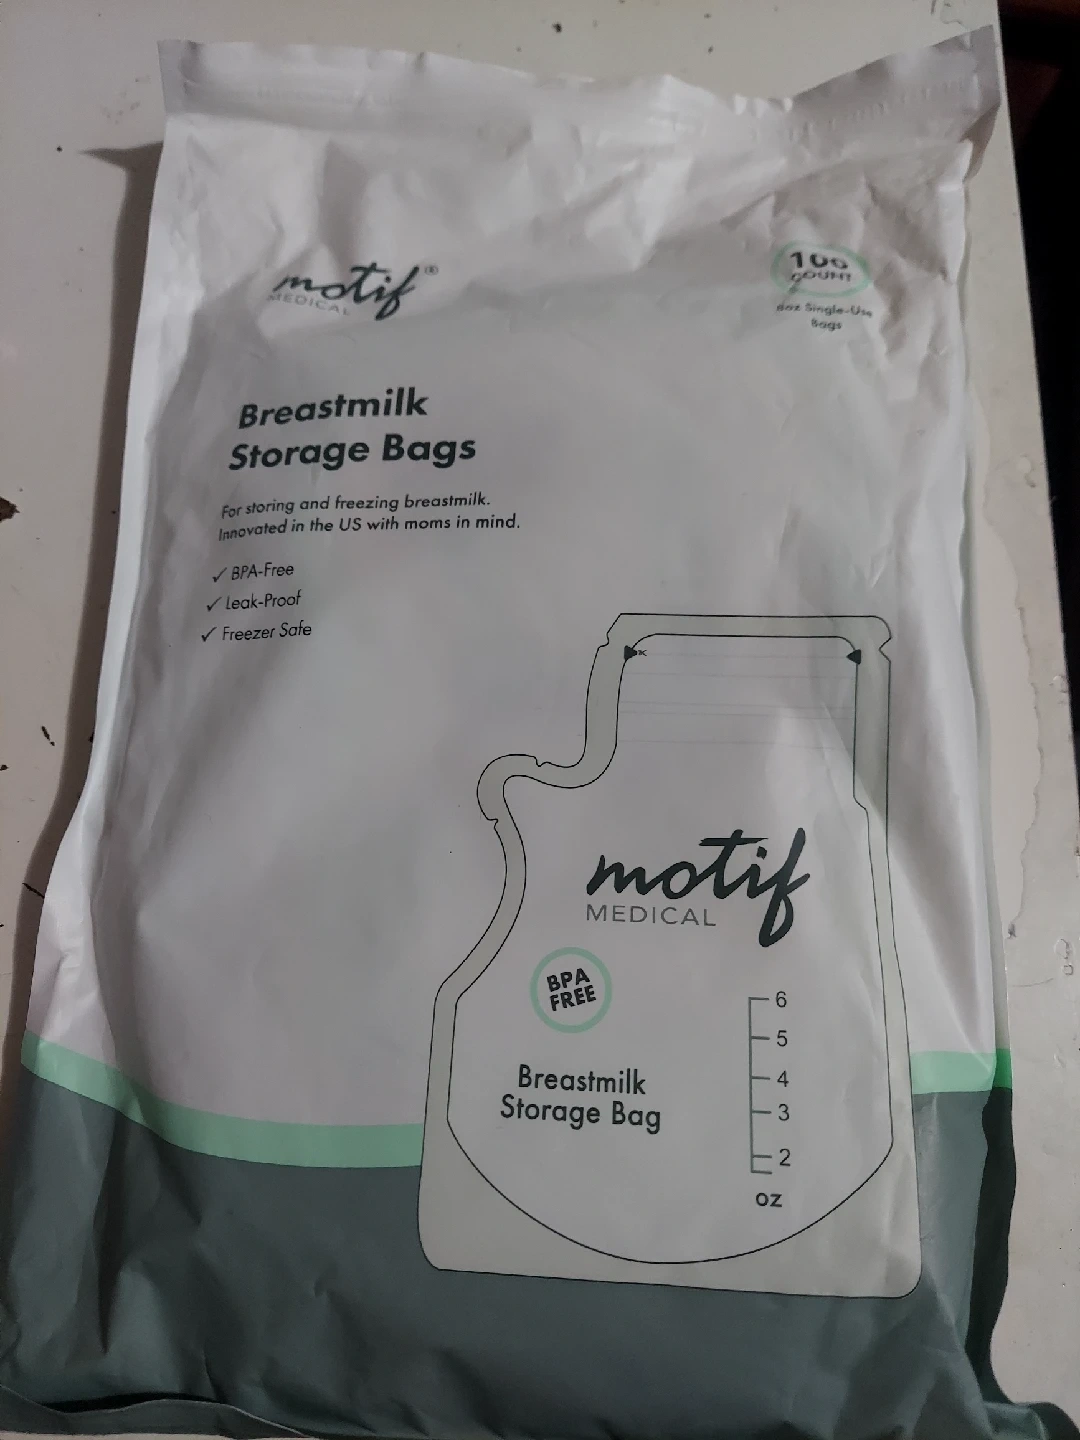 motif®
MEDICAL
100
COUNT
6oz Single-Use
Bags
Breastmilk
Storage Bags
For storing and freezing breastmilk.
Innovated in the US with moms in mind.
✓ BPA-Free
✓ Leak-Proof
✓ Freezer Safe
motif
MEDICAL
BPA
FREE
Breastmilk
Storage Bag
6
5
4
3
2
oz